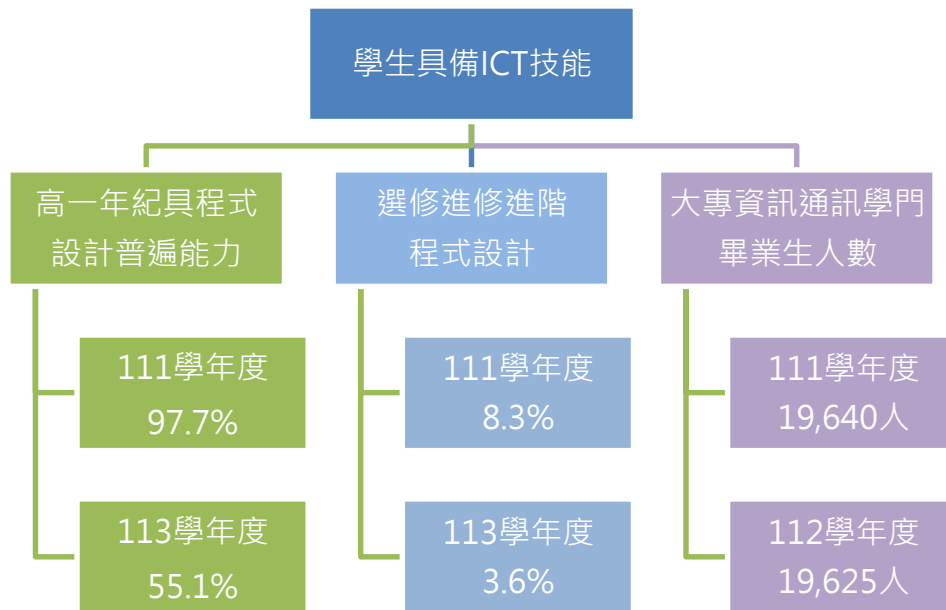 學生具備ICT技能
高一年紀具程式
設計普遍能力
111學年度
97.7%
113學年度
55.1%
選修進修進階
程式設計
111學年度
8.3%
113學年度
3.6%
大專資訊通訊學門
畢業生人數
111學年度
19,640人
112學年度
19,625人